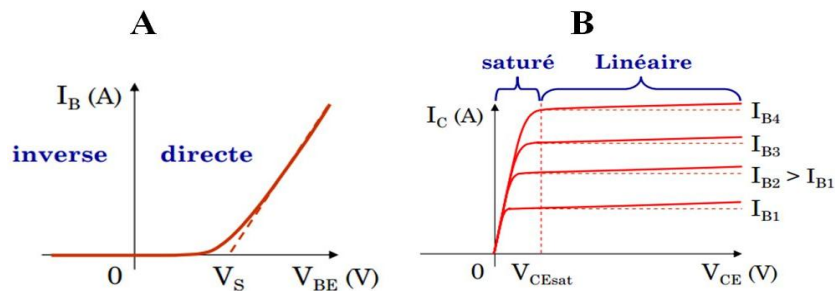 A
I_B (A)
inverse
directe
0
V_S
V_BE (V)
B
saturé
Linéaire
I_C (A)
I_B4
I_B3
I_B2 > I_B1
I_B1
0
V_CEsat
V_CE (V)